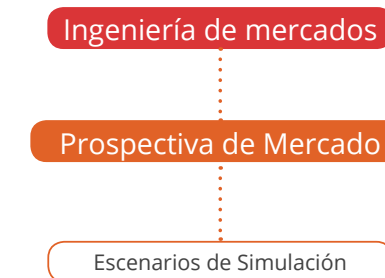 Ingeniería de mercados
Prospectiva de Mercado
Escenarios de Simulación